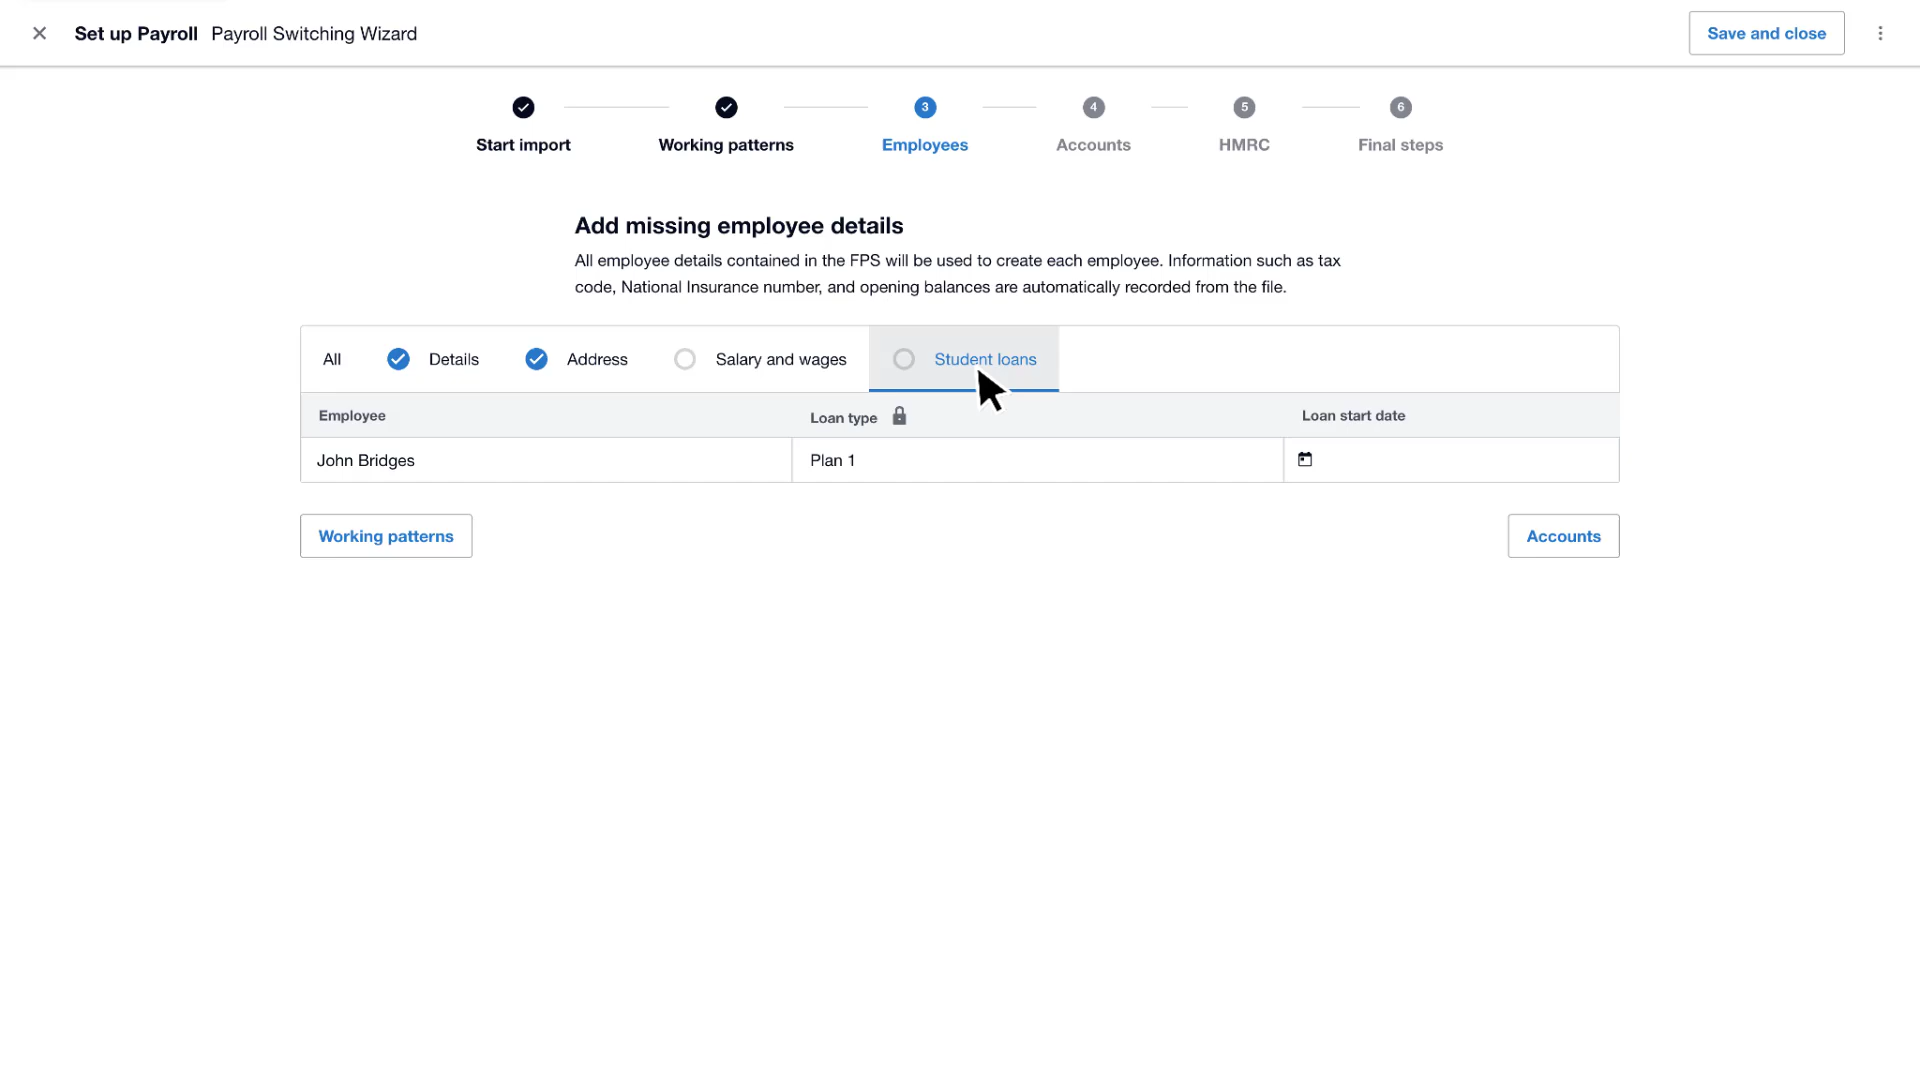 Set up Payroll Payroll Switching Wizard
Save and close
3 4 5 6
Start import Working patterns Employees Accounts HMRC Final steps
Add missing employee details
All employee details contained in the FPS will be used to create each employee. Information such as tax
code, National Insurance number, and opening balances are automatically recorded from the file.
All Details Address Salary and wages Student loans
Employee Loan type Loan start date
John Bridges Plan 1
Working patterns Accounts